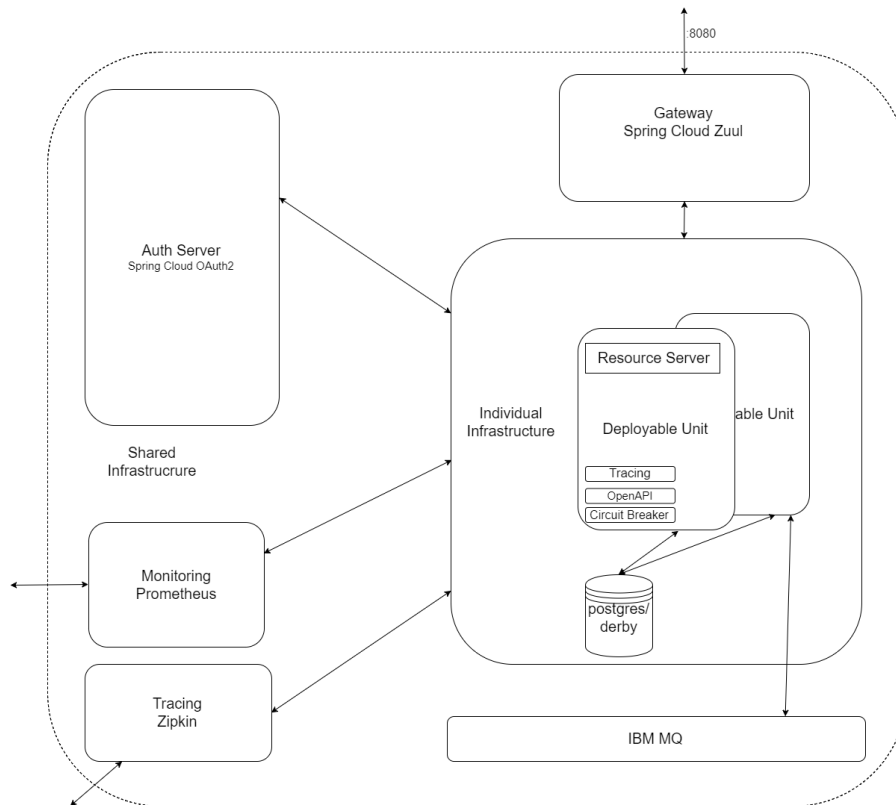 :8080
Gateway
Spring Cloud Zuul
Auth Server
Spring Cloud OAuth2
Shared
Infrastrucrure
Individual
Infrastructure
Resource Server
Deployable Unit
able Unit
Tracing
OpenAPI
Circuit Breaker
postgres/
derby
Monitoring
Prometheus
Tracing
Zipkin
IBM MQ